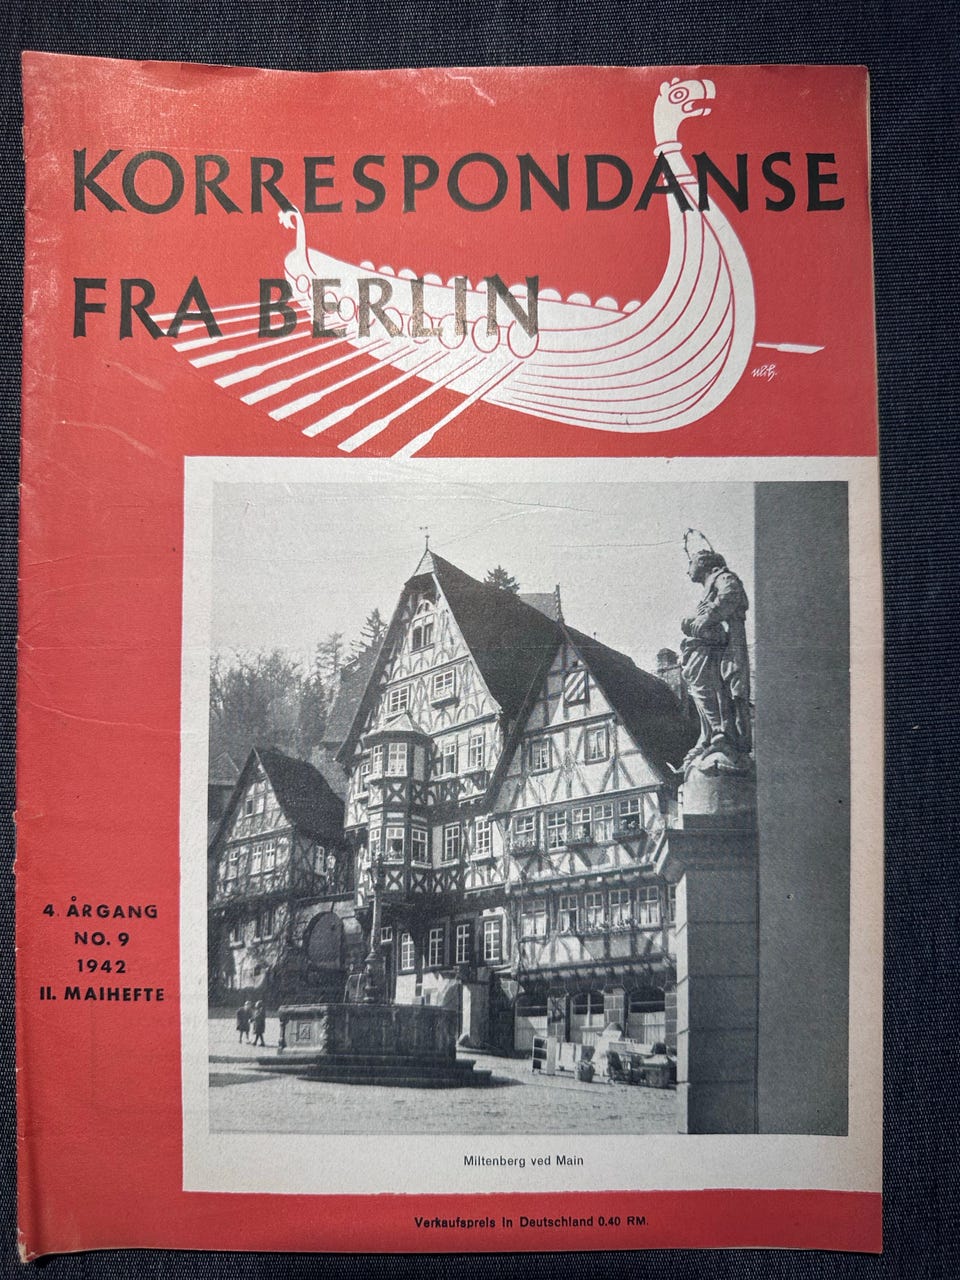 KORRESPONDANSE
FRA BERLIN
4. ÅRGANG
NO. 9
1942
II. MAIHEFTE
Miltenberg ved Main
Verkaufspreis in Deutschland 0.40 RM.